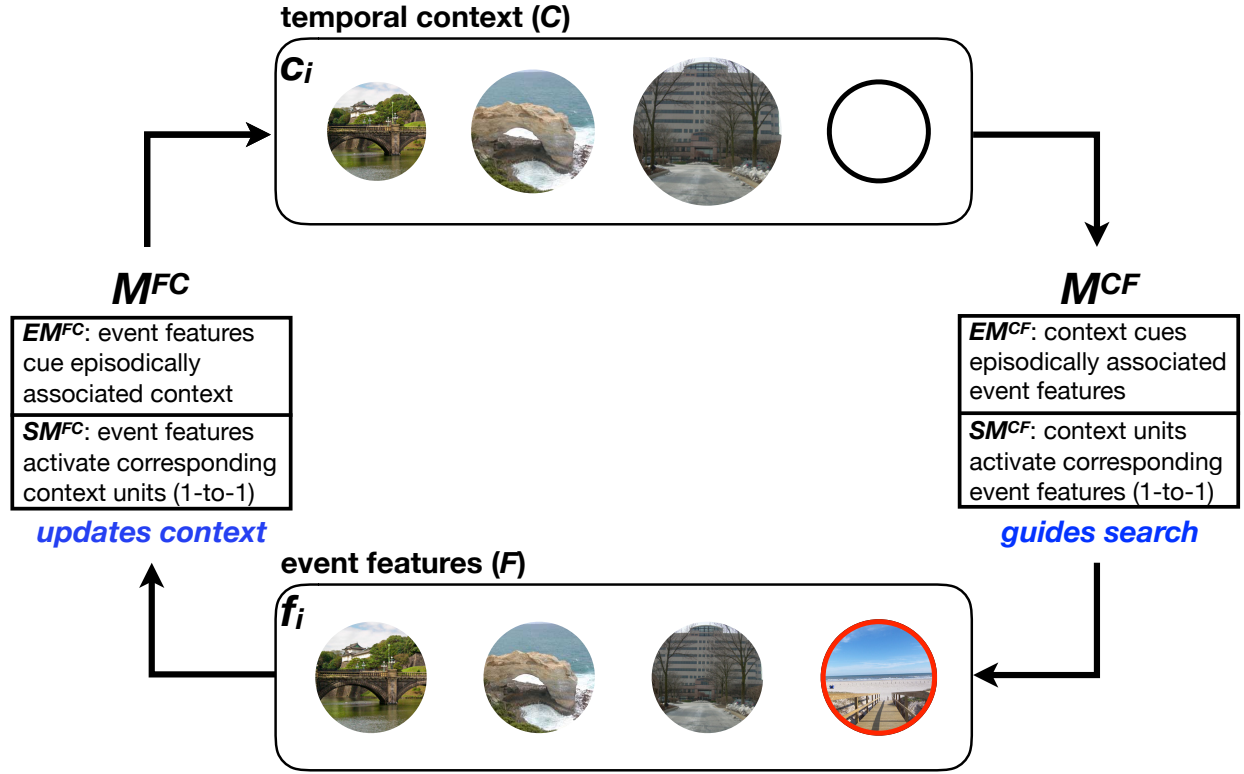 temporal context (C)
ci
MFC
EMFC: event features
cue episodically
associated context
SMFC: event features
activate corresponding
context units (1-to-1)
updates context
MCF
EMCF: context cues
episodically associated
event features
SMCF: context units
activate corresponding
event features (1-to-1)
guides search
event features (F)
fi